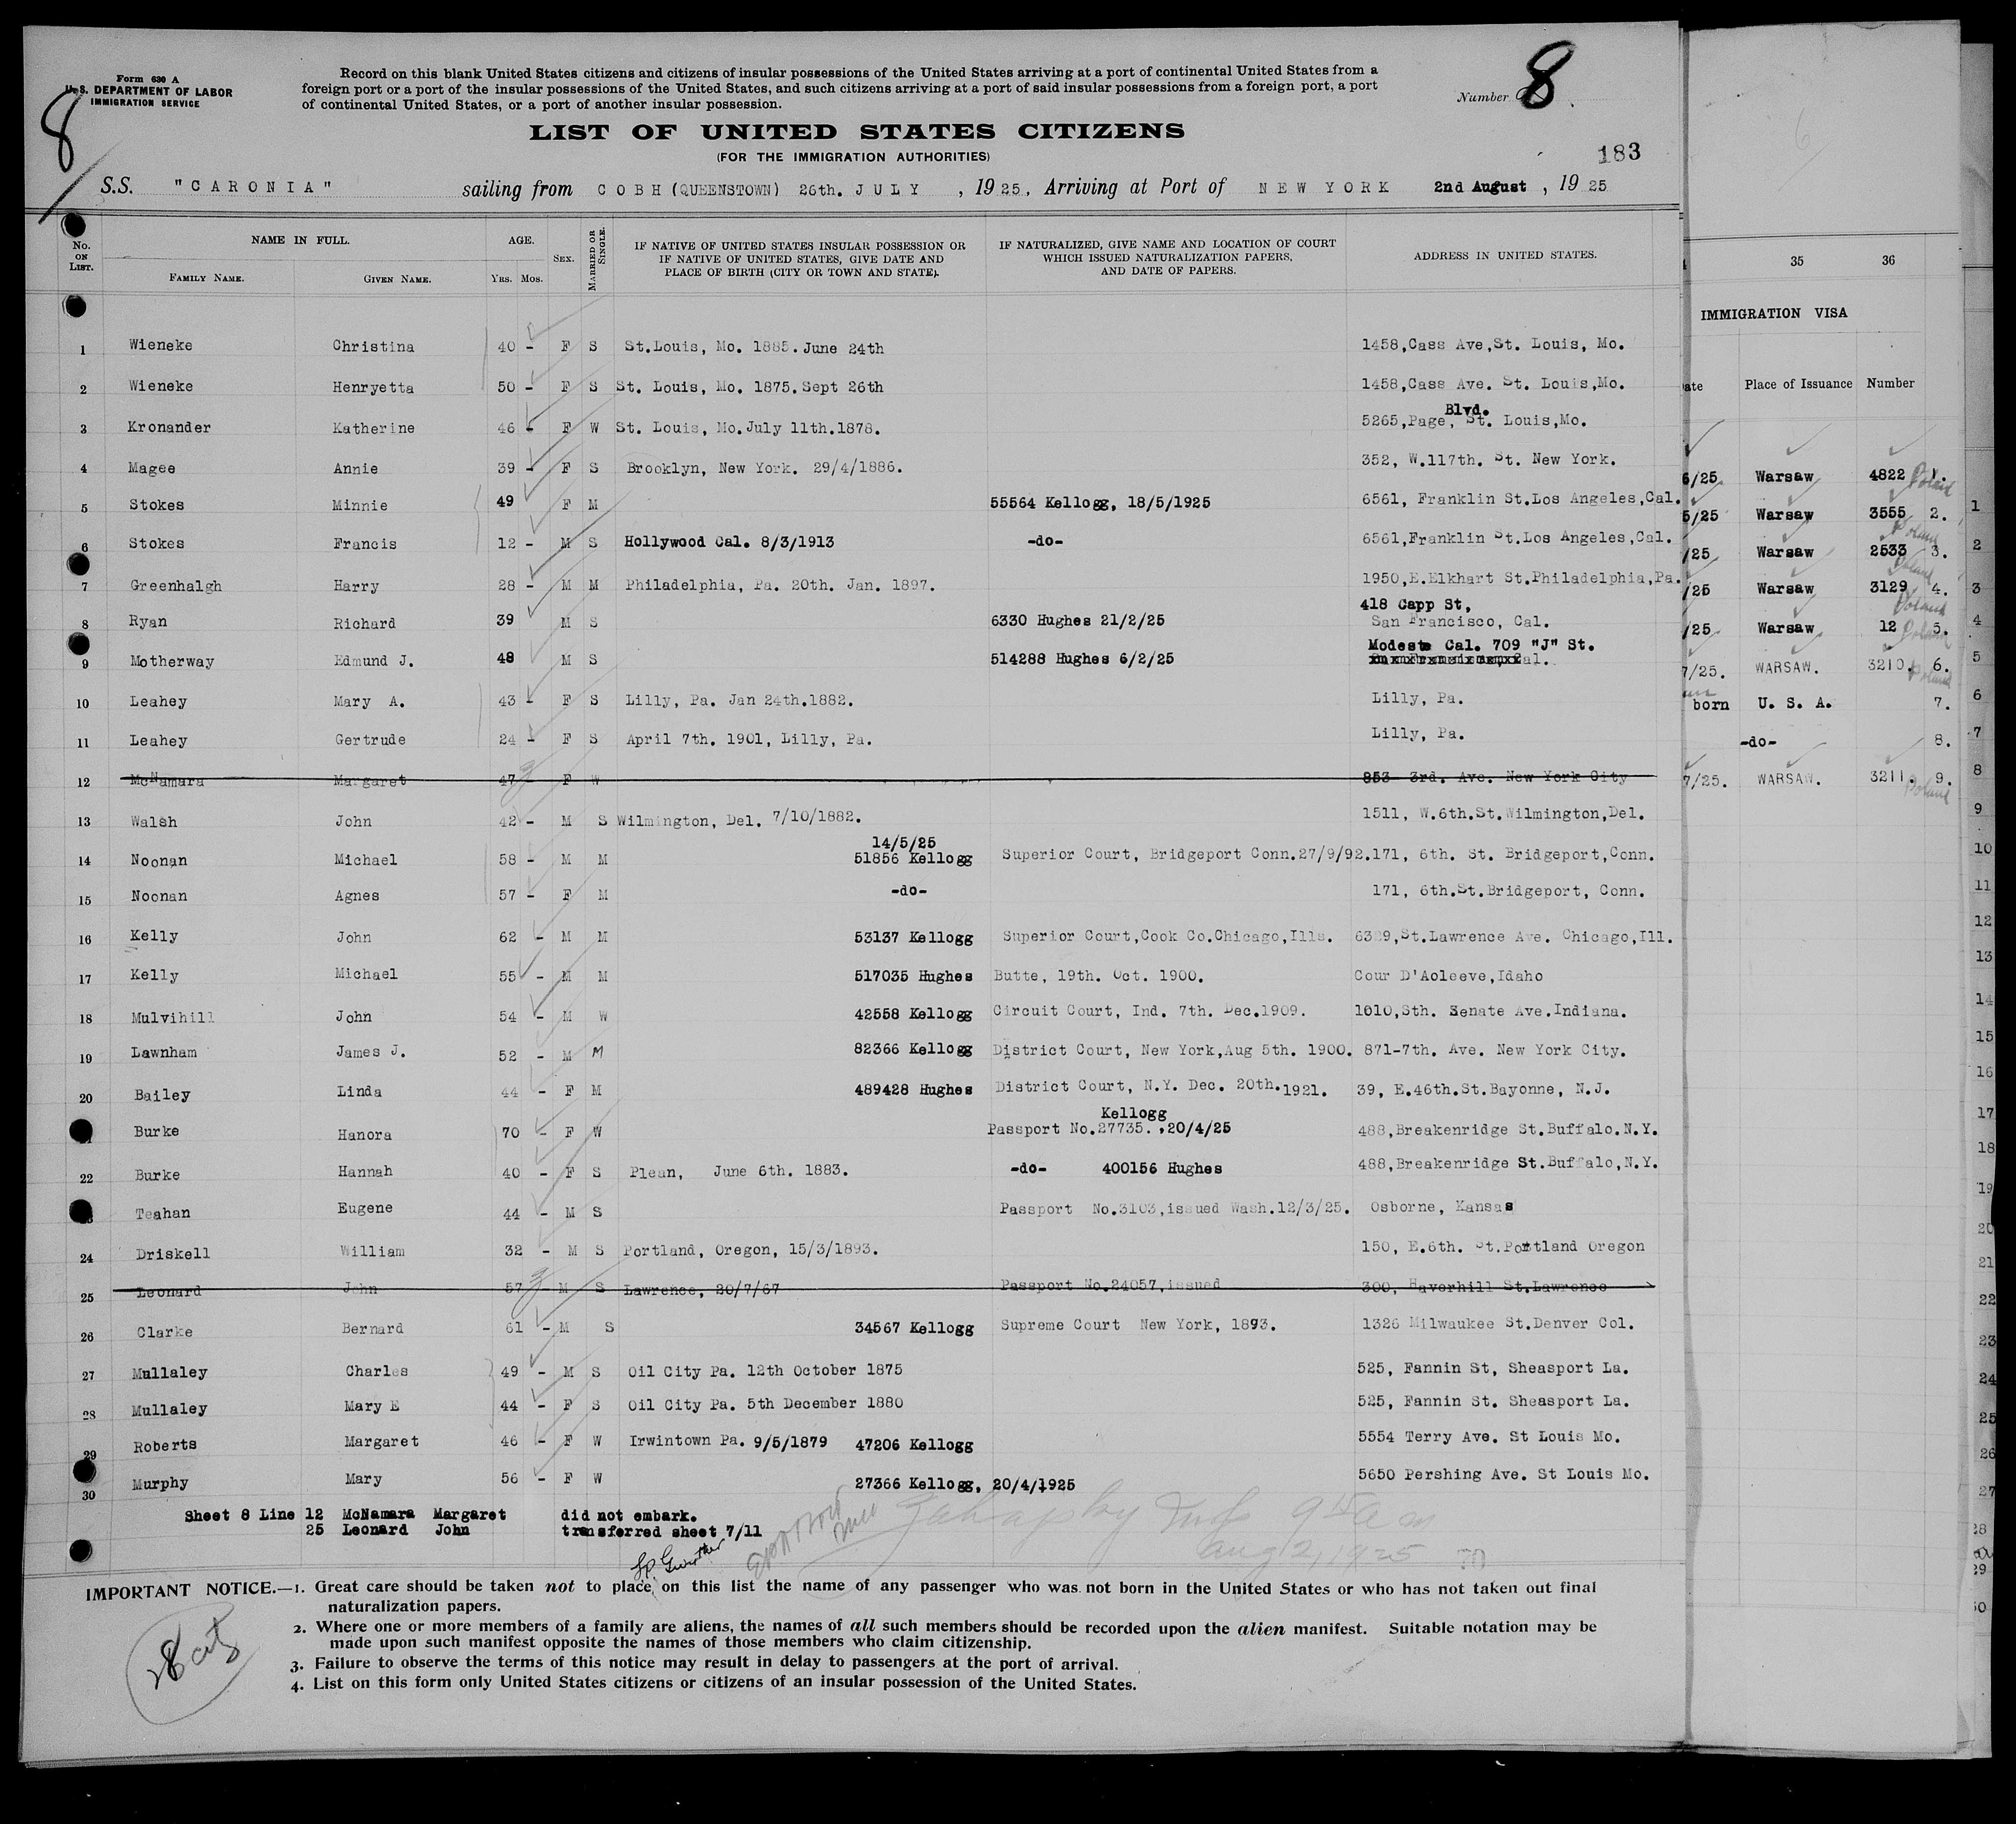 Form 630 A
U.S. DEPARTMENT OF LABOR
IMMIGRATION SERVICE
8
Record on this blank United States citizens and citizens of insular possessions of the United States arriving at a port of continental United States from a
foreign port or a port of the insular possessions of the United States, and such citizens arriving at a port of said insular possessions from a foreign port, a port
of continental United States, or a port of another insular possession.
Number 8
LIST OF UNITED STATES CITIZENS
(FOR THE IMMIGRATION AUTHORITIES)
183
S.S. "CARONIA" sailing from COBH (QUEENSTOWN) 26th. JULY, 1925, Arriving at Port of NEW YORK 2nd August, 1925
No. ON LIST. NAME IN FULL. FAMILY NAME. GIVEN NAME. AGE. YRS. MOS. SEX. MARRIED OR SINGLE. IF NATIVE OF UNITED STATES INSULAR POSSESSION OR IF NATIVE OF UNITED STATES, GIVE DATE AND PLACE OF BIRTH (CITY OR TOWN AND STATE). IF NATURALIZED, GIVE NAME AND LOCATION OF COURT WHICH ISSUED NATURALIZATION PAPERS, AND DATE OF PAPERS. ADDRESS IN UNITED STATES.
1 Wieneke Christina 40 - F S St.Louis, Mo. 1885. June 24th 1458,Cass Ave,St. Louis, Mo.
2 Wieneke Henryetta 50 - F S St. Louis, Mo. 1875. Sept 26th 1458,Cass Ave. St. Louis,Mo.
Blvd.
3 Kronander Katherine 46 - F W St. Louis, Mo.July 11th.1878. 5265,Page, St. Louis,Mo.
4 Magee Annie 39 - F S Brooklyn, New York. 29/4/1886. 352, W.117th. St. New York.
5 Stokes Minnie 49 F M 55564 Kellogg, 18/5/1925 6561, Franklin St.Los Angeles,Cal.
6 Stokes Francis 12 - M S Hollywood Cal. 8/3/1913 -do- 6561,Franklin St.Los Angeles,Cal.
7 Greenhalgh Harry 28 - M M Philadelphia, Pa. 20th. Jan. 1897. 1950,E.Elkhart St.Philadelphia,Pa.
418 Capp St,
8 Ryan Richard 39 M S 6330 Hughes 21/2/25 San Francisco, Cal.
Modesto Cal. 709 "J" St.
9 Motherway Edmund J. 48 M S 514288 Hughes 6/2/25 Cal.
10 Leahey Mary A. 43 - F S Lilly, Pa. Jan 24th.1882. Lilly, Pa.
11 Leahey Gertrude 24 - F S April 7th. 1901, Lilly, Pa. Lilly, Pa.
12 McNamara Margaret 47 F W 853 3rd. Ave. New York City
13 Walsh John 42 - M S Wilmington, Del. 7/10/1882. 1511, W.6th.St.Wilmington,Del.
14/5/25
14 Noonan Michael 58 - M M 51856 Kellogg Superior Court, Bridgeport Conn.27/9/92. 171, 6th. St. Bridgeport,Conn.
15 Noonan Agnes 57 - F M -do- 171, 6th.St.Bridgeport, Conn.
16 Kelly John 62 - M M 53137 Kellogg Superior Court,Cook Co.Chicago,Ills. 6329,St.Lawrence Ave. Chicago,Ill.
17 Kelly Michael 55 - M M 517035 Hughes Butte, 19th. Oct. 1900. Cour D'Aoleeve,Idaho
18 Mulvihill John 54 - M W 42558 Kellogg Circuit Court, Ind. 7th. Dec.1909. 1010,Sth. Senate Ave.Indiana.
19 Lawnham James J. 52 - M M 82366 Kellogg District Court, New York,Aug 5th. 1900. 871-7th. Ave. New York City.
20 Bailey Linda 44 - F M 489428 Hughes District Court, N.Y. Dec. 20th.1921. 39, E.46th.St.Bayonne, N.J.
Kellogg
Burke Hanora 70 - F W Passport No.27735. ,20/4/25 488,Breakenridge St.Buffalo.N.Y.
22 Burke Hannah 40 - F S Plean, June 6th. 1883. -do- 400156 Hughes 488,Breakenridge St.Buffalo,N.Y.
Teahan Eugene 44 - M S Passport No.3103,issued Wash.12/3/25. Osborne, Kansas
24 Driskell William 32 - M S Portland, Oregon, 15/3/1893. 150, E.6th. St.Portland Oregon
25 Leonard John 57 - M S Lawrence, 20/7/67 Passport No.24057,issued 300, Haverhill St.Lawrence
26 Clarke Bernard 61 - M S 34567 Kellogg Supreme Court New York, 1893. 1326 Milwaukee St.Denver Col.
27 Mullaley Charles 49 - M S Oil City Pa. 12th October 1875 525, Fannin St, Sheasport La.
28 Mullaley Mary E 44 - F S Oil City Pa. 5th December 1880 525, Fannin St. Sheasport La.
29 Roberts Margaret 46 - F W Irwintown Pa. 9/5/1879 47206 Kellogg 5554 Terry Ave. St Louis Mo.
30 Murphy Mary 56 - F W 27366 Kellogg, 20/4/1925 5650 Pershing Ave. St Louis Mo.
Sheet 8 Line 12 McNamara Margaret did not embark.
25 Leonard John transferred sheet 7/11
Aug 2, 1925
IMPORTANT NOTICE.—1. Great care should be taken not to place on this list the name of any passenger who was not born in the United States or who has not taken out final
naturalization papers.
2. Where one or more members of a family are aliens, the names of all such members should be recorded upon the alien manifest. Suitable notation may be
made upon such manifest opposite the names of those members who claim citizenship.
3. Failure to observe the terms of this notice may result in delay to passengers at the port of arrival.
4. List on this form only United States citizens or citizens of an insular possession of the United States.
28 cit
35 36
IMMIGRATION VISA
ate Place of Issuance Number
6/25 Warsaw 4822 1. Poland
5/25 Warsaw 3555 2. Poland
/25 Warsaw 2533 3. Poland
/25 Warsaw 3129 4. Poland
/25 Warsaw 12 5. Poland
7/25. WARSAW. 3210. 6. Poland
born U. S. A. 7.
-do- 8.
7/25. WARSAW. 3211. 9. Poland
1
2
3
4
5
6
7
8
9
10
11
12
13
14
15
16
17
18
19
20
21
22
23
24
25
26
27
28
29
30